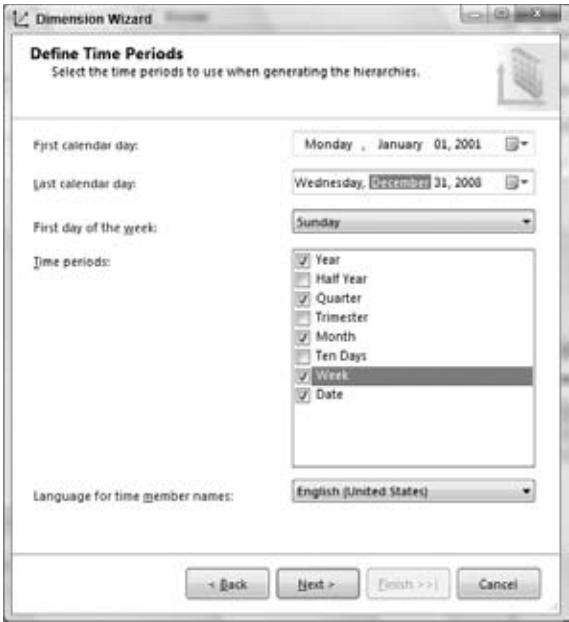 Dimension Wizard
Define Time Periods
Select the time periods to use when generating the hierarchies.
First calendar day: Monday , January 01, 2001
Last calendar day: Wednesday, December 31, 2008
First day of the week: Sunday
Time periods: Year
Half Year
Quarter
Trimester
Month
Ten Days
Week
Date
Language for time member names: English (United States)
< Back Next > Finish >>| Cancel